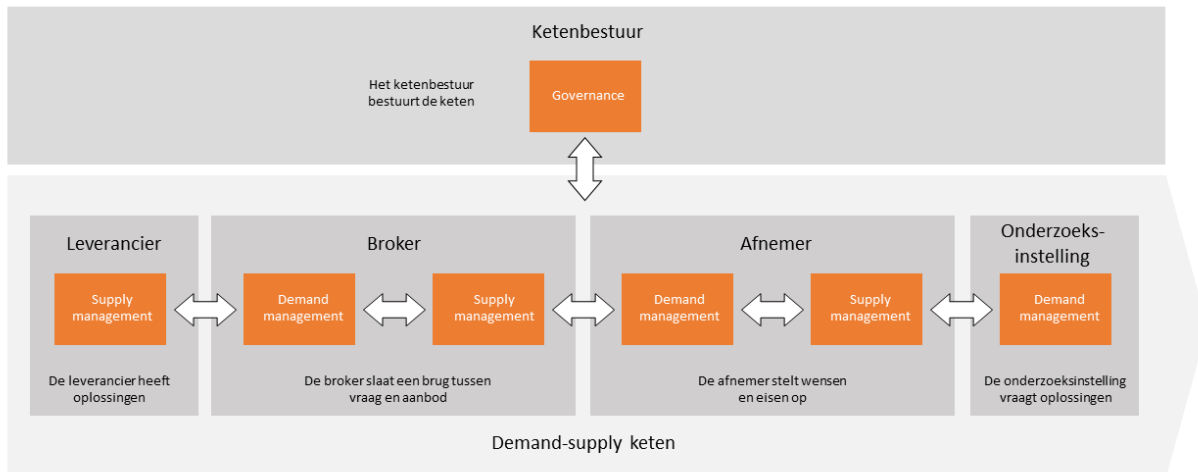 Ketenbestuur
Het ketenbestuur
bestuurt de keten
Governance
Leverancier
Supply
management
De leverancier heeft
oplossingen
Broker
Demand
management
Supply
management
De broker slaat een brug tussen
vraag en aanbod
Afnemer
Demand
management
Supply
management
De afnemer stelt wensen
en eisen op
Onderzoeks-
instelling
Demand
management
De onderzoeksinstelling
vraagt oplossingen
Demand-supply keten